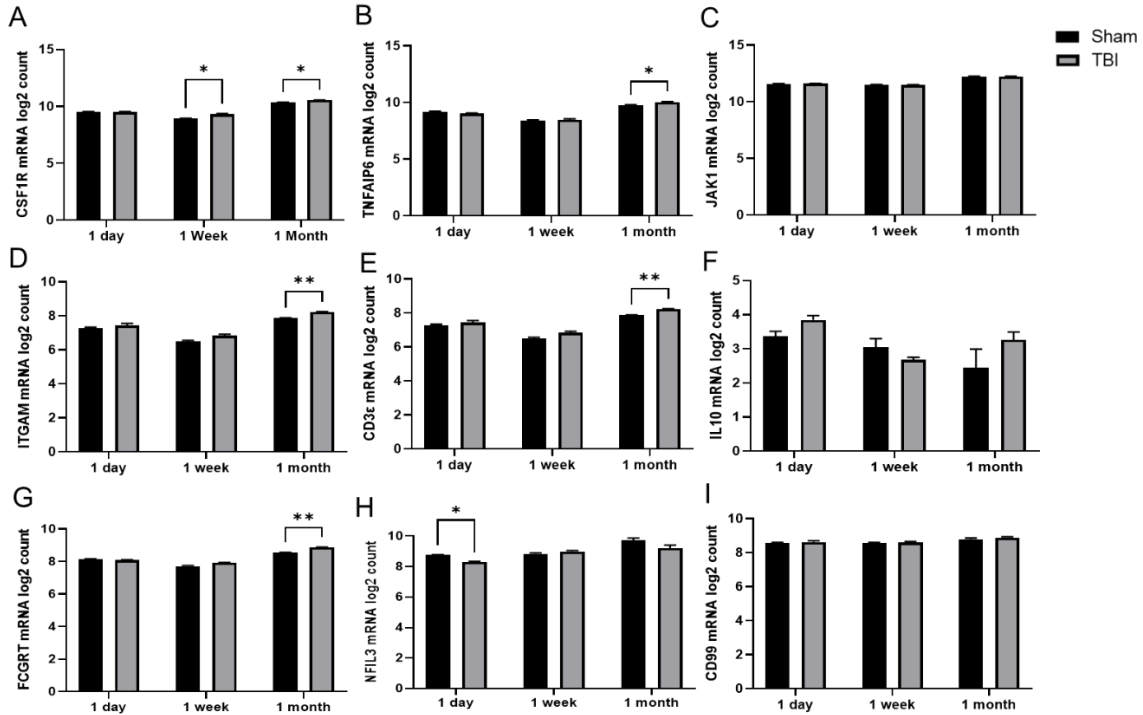 A
CSF1R mRNA log2 count
15
10
5
0
*
*
1 day
1 Week
1 Month
B
TNFAIP6 mRNA log2 count
15
10
5
0
*
1 day
1 week
1 month
C
JAK1 mRNA log2 count
15
10
5
0
1 day
1 week
1 month
Sham
TBI
D
ITGAM mRNA log2 count
10
8
6
4
2
0
**
1 day
1 week
1 month
E
CD3ε mRNA log2 count
10
8
6
4
2
0
**
1 day
1 week
1 month
F
IL10 mRNA log2 count
5
4
3
2
1
0
1 day
1 week
1 month
G
FCGRT mRNA log2 count
10
8
6
4
2
0
**
1 day
1 week
1 month
H
NFIL3 mRNA log2 count
10
8
6
4
2
0
*
1 day
1 week
1 month
I
CD99 mRNA log2 count
10
8
6
4
2
0
1 day
1 week
1 month